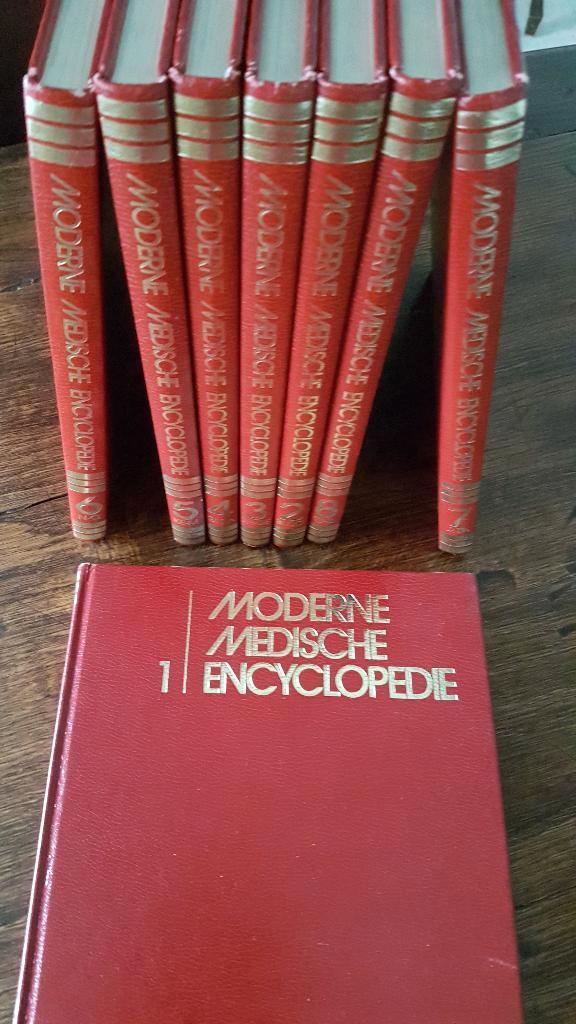 MODERNE MEDISCHE ENCYCLOPEDIE 6
MODERNE MEDISCHE ENCYCLOPEDIE 5
MODERNE MEDISCHE ENCYCLOPEDIE 4
MODERNE MEDISCHE ENCYCLOPEDIE 3
MODERNE MEDISCHE ENCYCLOPEDIE 2
MODERNE MEDISCHE ENCYCLOPEDIE 8
MODERNE MEDISCHE ENCYCLOPEDIE 7
MODERNE
MEDISCHE
1 ENCYCLOPEDIE